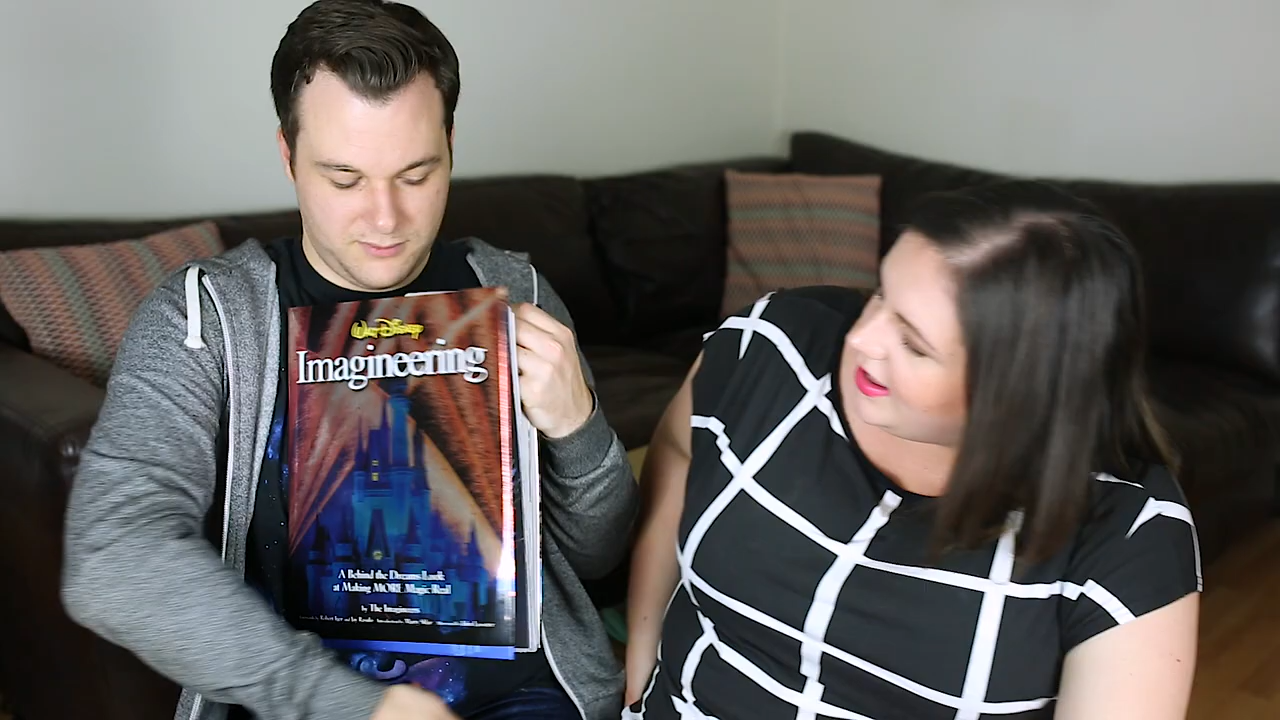 Walt Disney
Imagineering
A Behind the Dreams Look
at Making MORE Magic Real
by The Imagineers